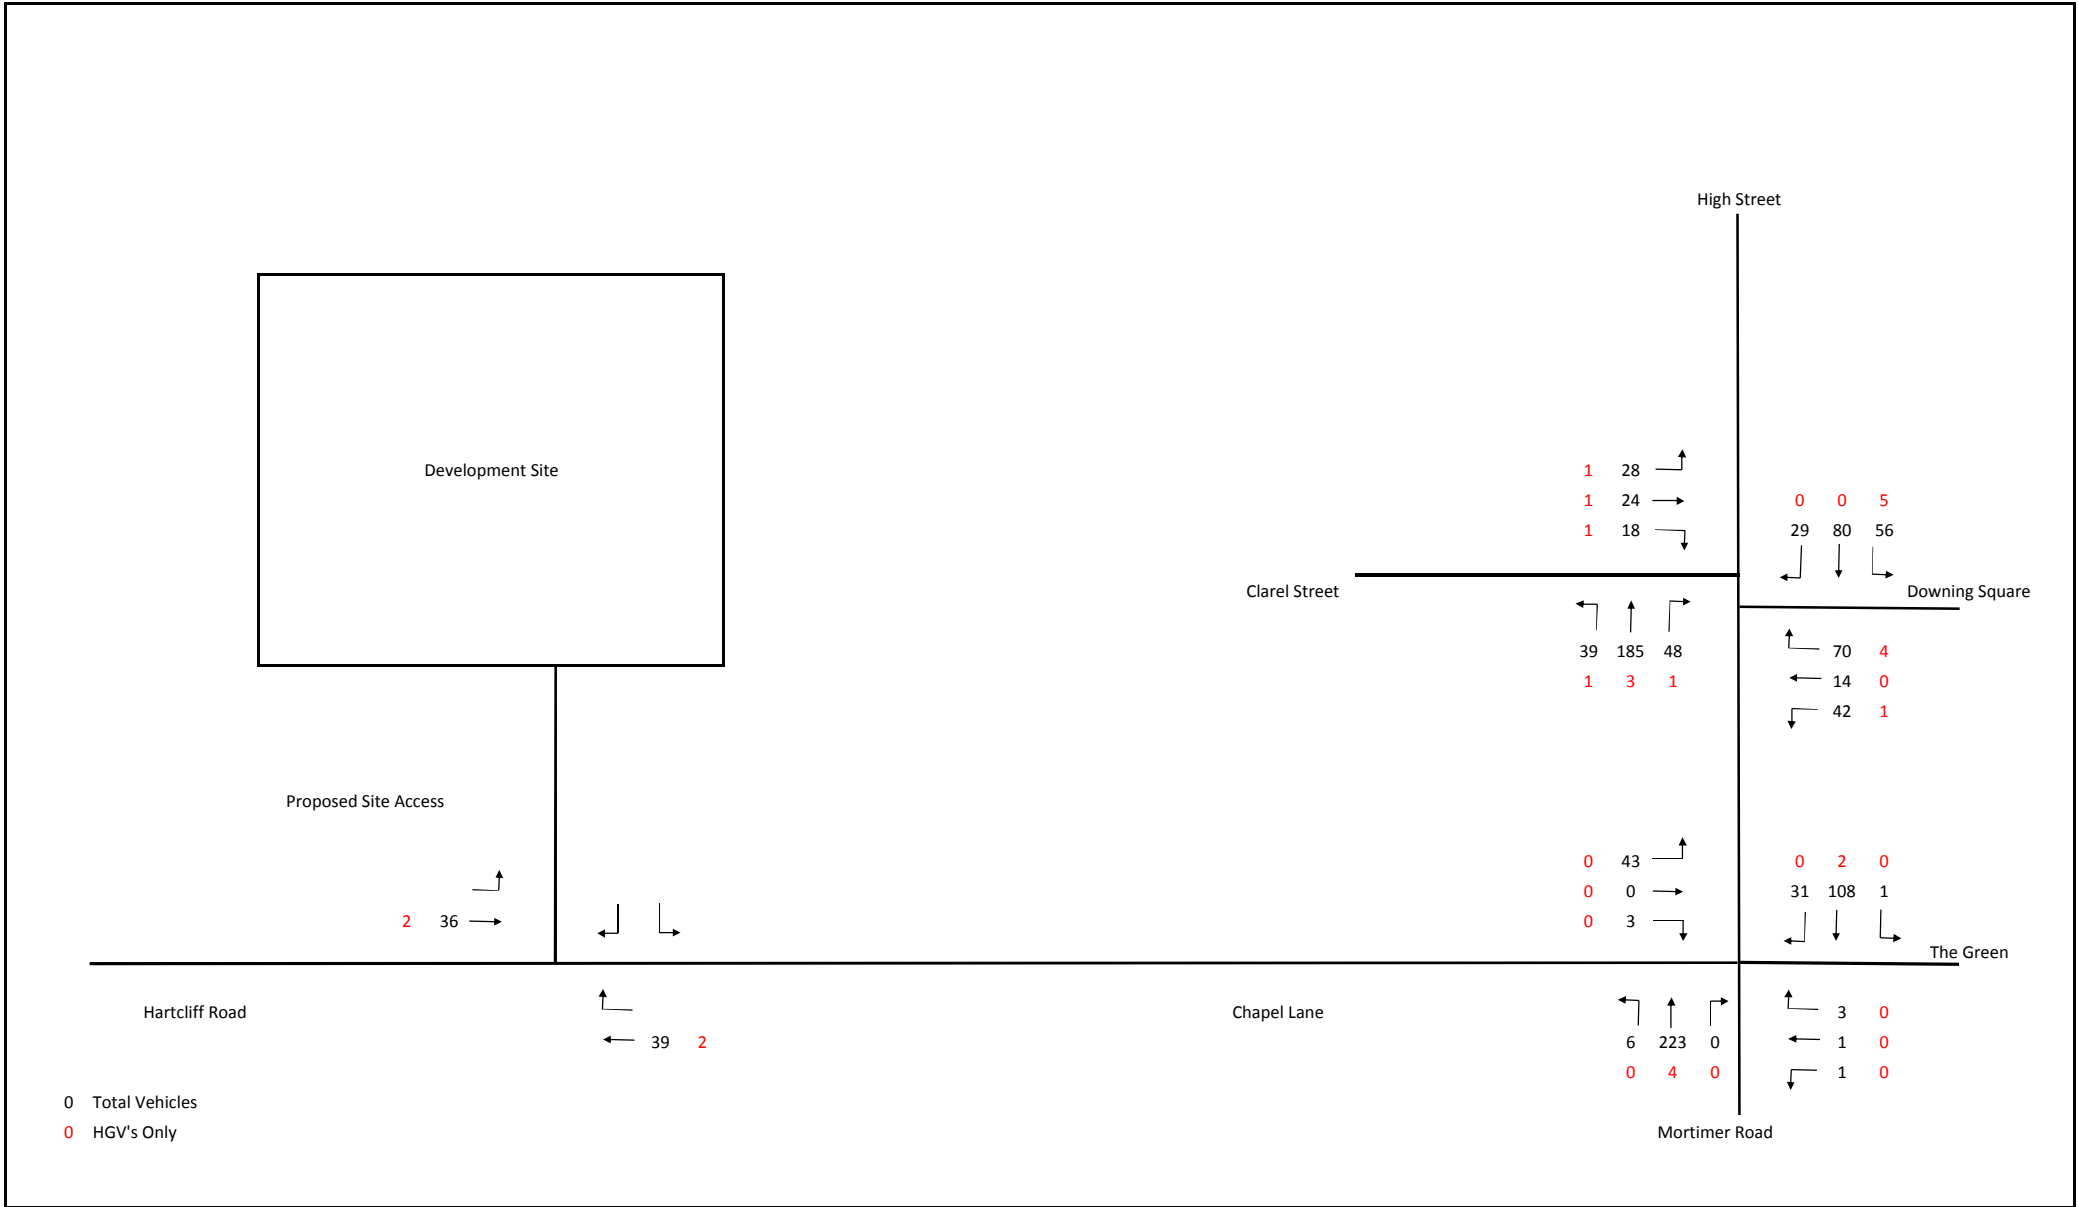 High Street
Development Site
1 28
1 24
1 18
0 0 5
29 80 56
Clarel Street
Downing Square
39 185 48
1 3 1
70 4
14 0
42 1
Proposed Site Access
2 36
0 43
0 0
0 3
0 2 0
31 108 1
The Green
Hartcliff Road
39 2
Chapel Lane
6 223 0
0 4 0
3 0
1 0
1 0
0 Total Vehicles
0 HGV's Only
Mortimer Road